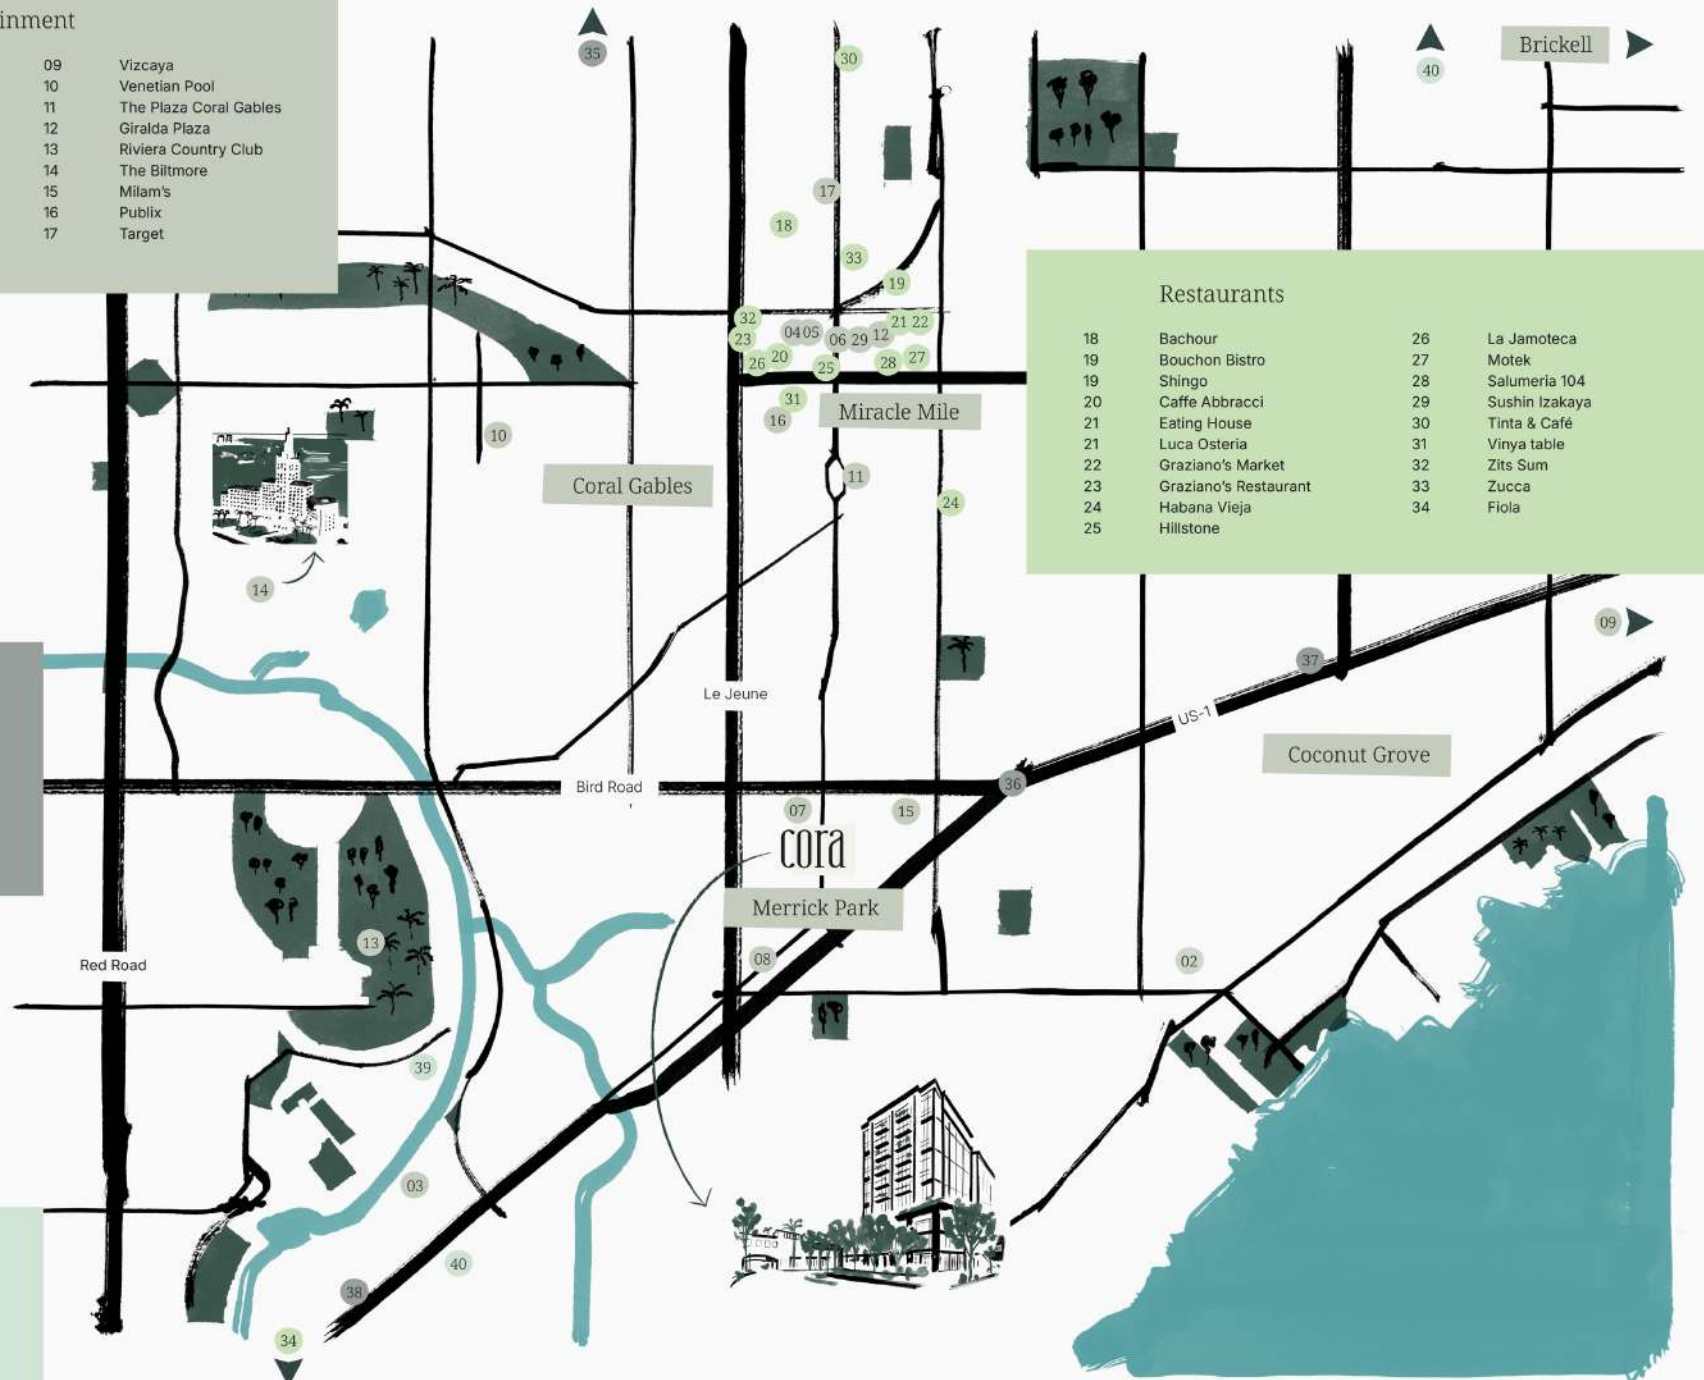 inment
09 Vizcaya
10 Venetian Pool
11 The Plaza Coral Gables
12 Giralda Plaza
13 Riviera Country Club
14 The Biltmore
15 Milam's
16 Publix
17 Target
35
30
40
Brickell
17
18
33
19
32
04 05
21 22
23
06 29 12
26 20
25
28 27
31
16
Miracle Mile
10
Coral Gables
11
24
14
Restaurants
18 Bachour
19 Bouchon Bistro
19 Shingo
20 Caffe Abbracci
21 Eating House
21 Luca Osteria
22 Graziano's Market
23 Graziano's Restaurant
24 Habana Vieja
25 Hillstone
26 La Jamoteca
27 Motek
28 Salumeria 104
29 Sushin Izakaya
30 Tinta & Café
31 Vinya table
32 Zits Sum
33 Zucca
34 Fiola
09
37
Le Jeune
US-1
Coconut Grove
Bird Road
36
07
15
cora
Merrick Park
13
08
02
Red Road
39
03
40
38
34